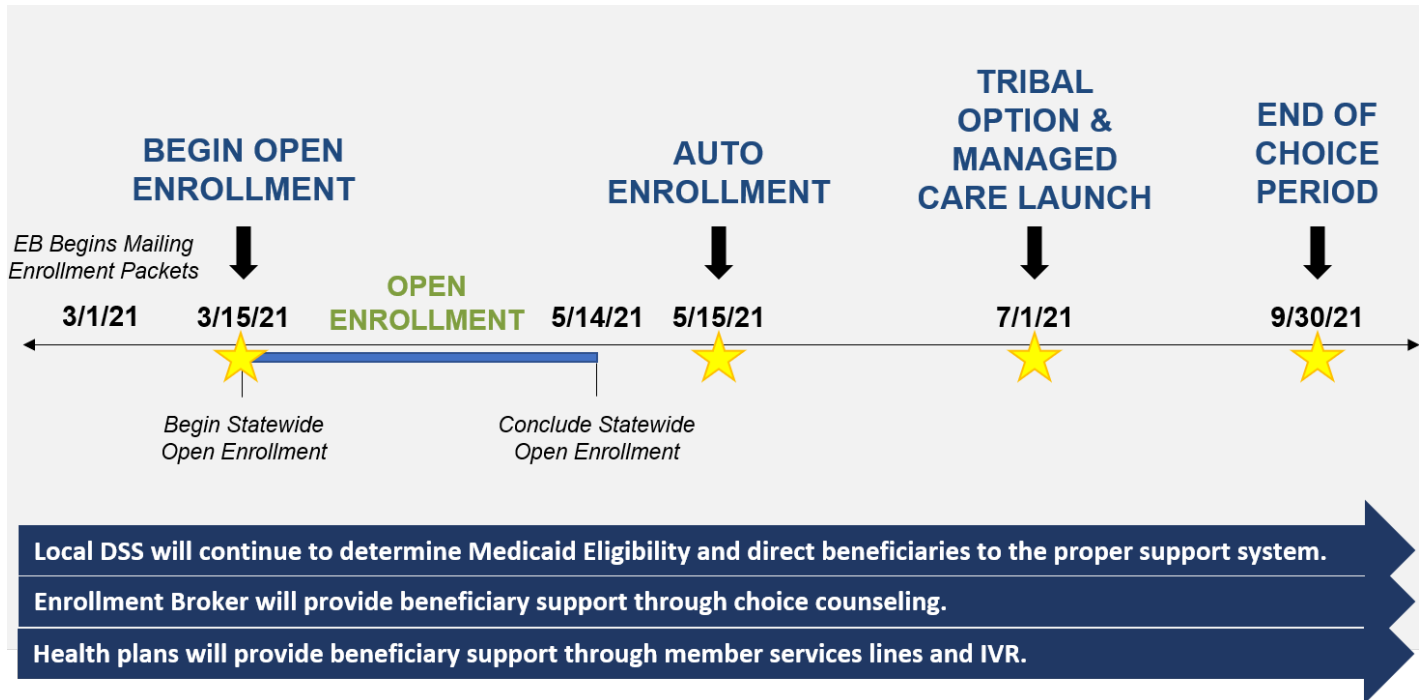 BEGIN OPEN
ENROLLMENT
AUTO
ENROLLMENT
TRIBAL
OPTION &
MANAGED
CARE LAUNCH
END OF
CHOICE
PERIOD
EB Begins Mailing
Enrollment Packets
OPEN
ENROLLMENT
3/1/21
3/15/21
5/14/21
5/15/21
7/1/21
9/30/21
Begin Statewide
Open Enrollment
Conclude Statewide
Open Enrollment
Local DSS will continue to determine Medicaid Eligibility and direct beneficiaries to the proper support system.
Enrollment Broker will provide beneficiary support through choice counseling.
Health plans will provide beneficiary support through member services lines and IVR.